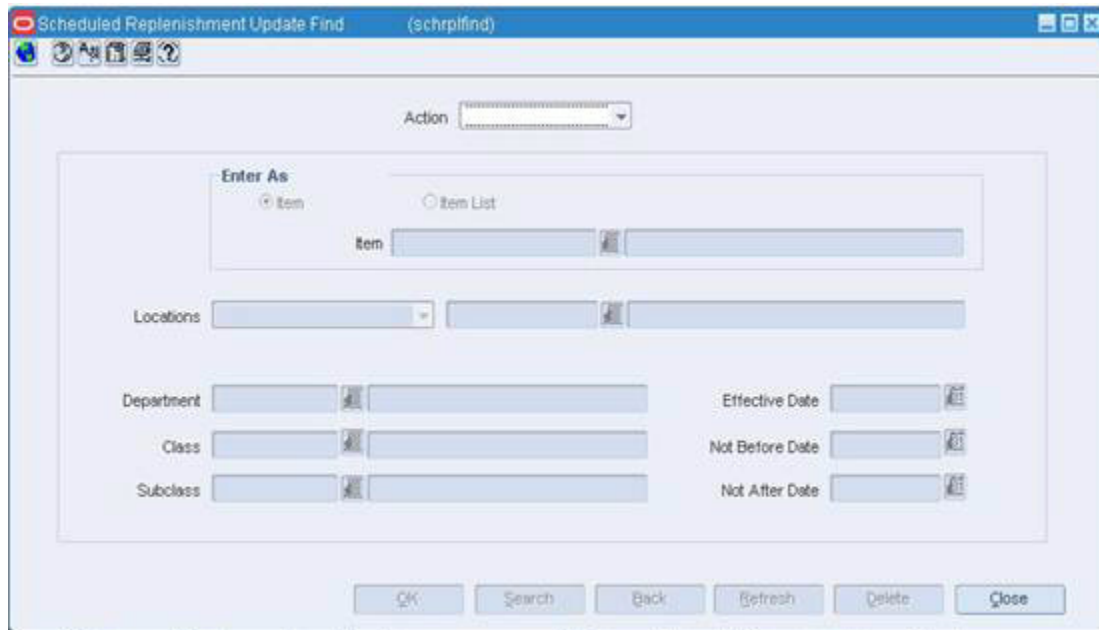 Scheduled Replenishment Update Find (schrplfind)
Action
Enter As
Item Item List
Item
Locations
Department Effective Date
Class Not Before Date
Subclass Not After Date
OK Search Back Refresh Delete Close